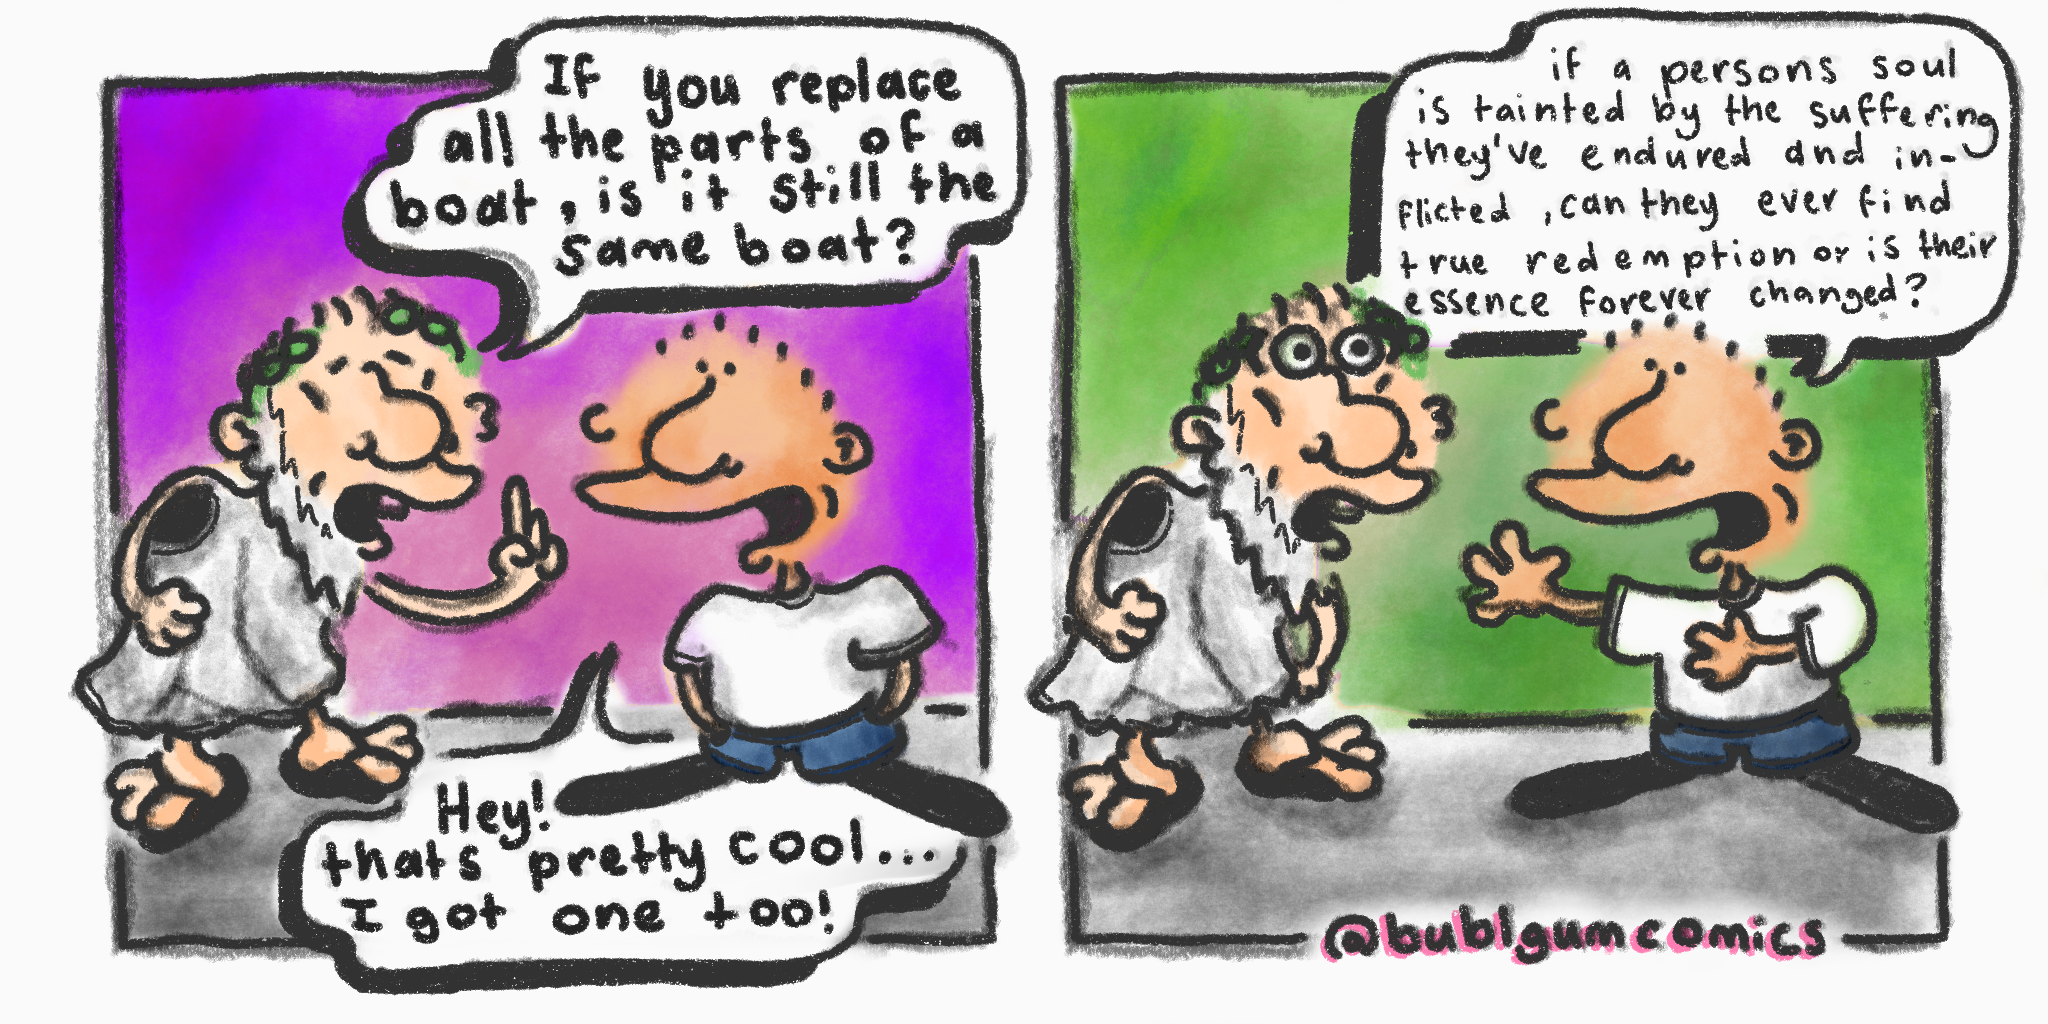 If you replace
all the parts of a
boat, is it still the
same boat?
Hey!
thats pretty cool...
I got one too!
if a persons soul
is tainted by the suffering
they've endured and in-
flicted, can they ever find
true redemption or is their
essence forever changed?
@bublgumcomics